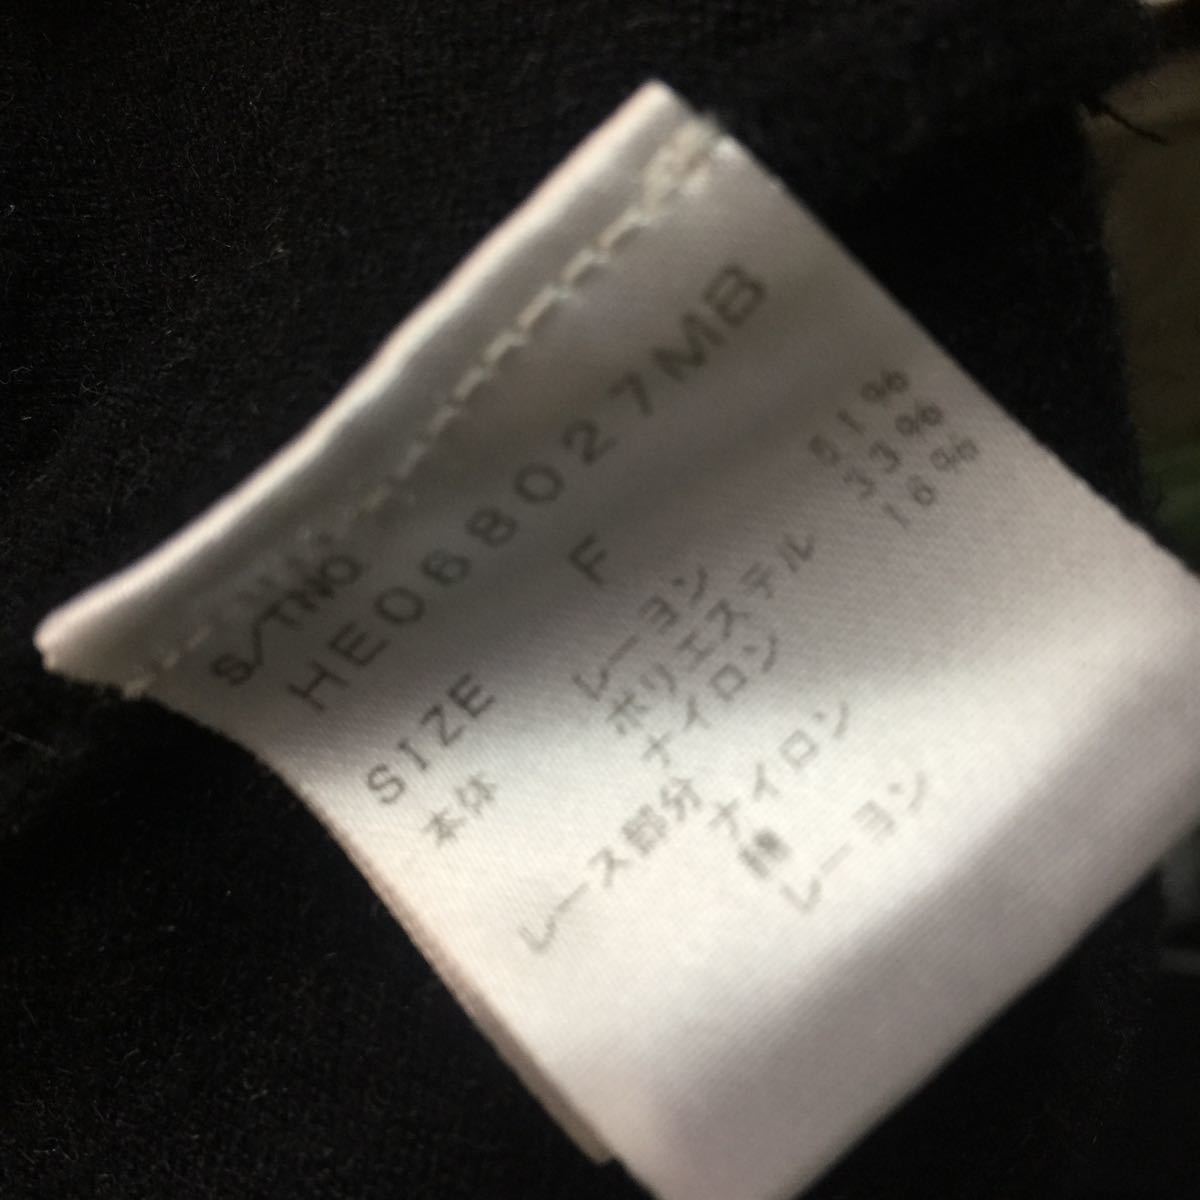 S/TNO
HE068027MB
SIZE F
本体 レーヨン 51%
ポリエステル 33%
ナイロン 16%
レース部分 ナイロン
綿
レーヨン